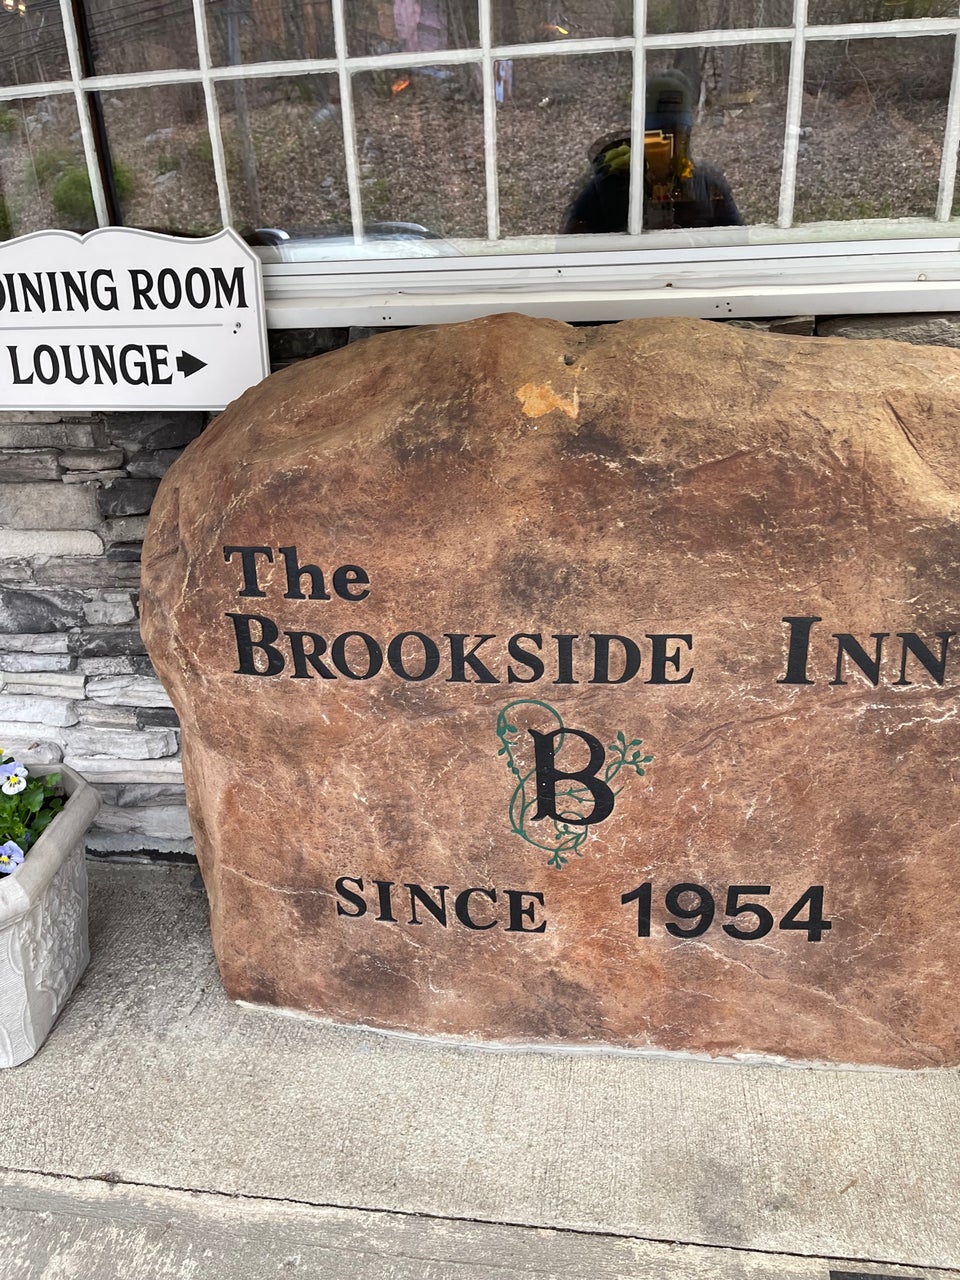 DINING ROOM
LOUNGE
The
BROOKSIDE INN
B
SINCE 1954